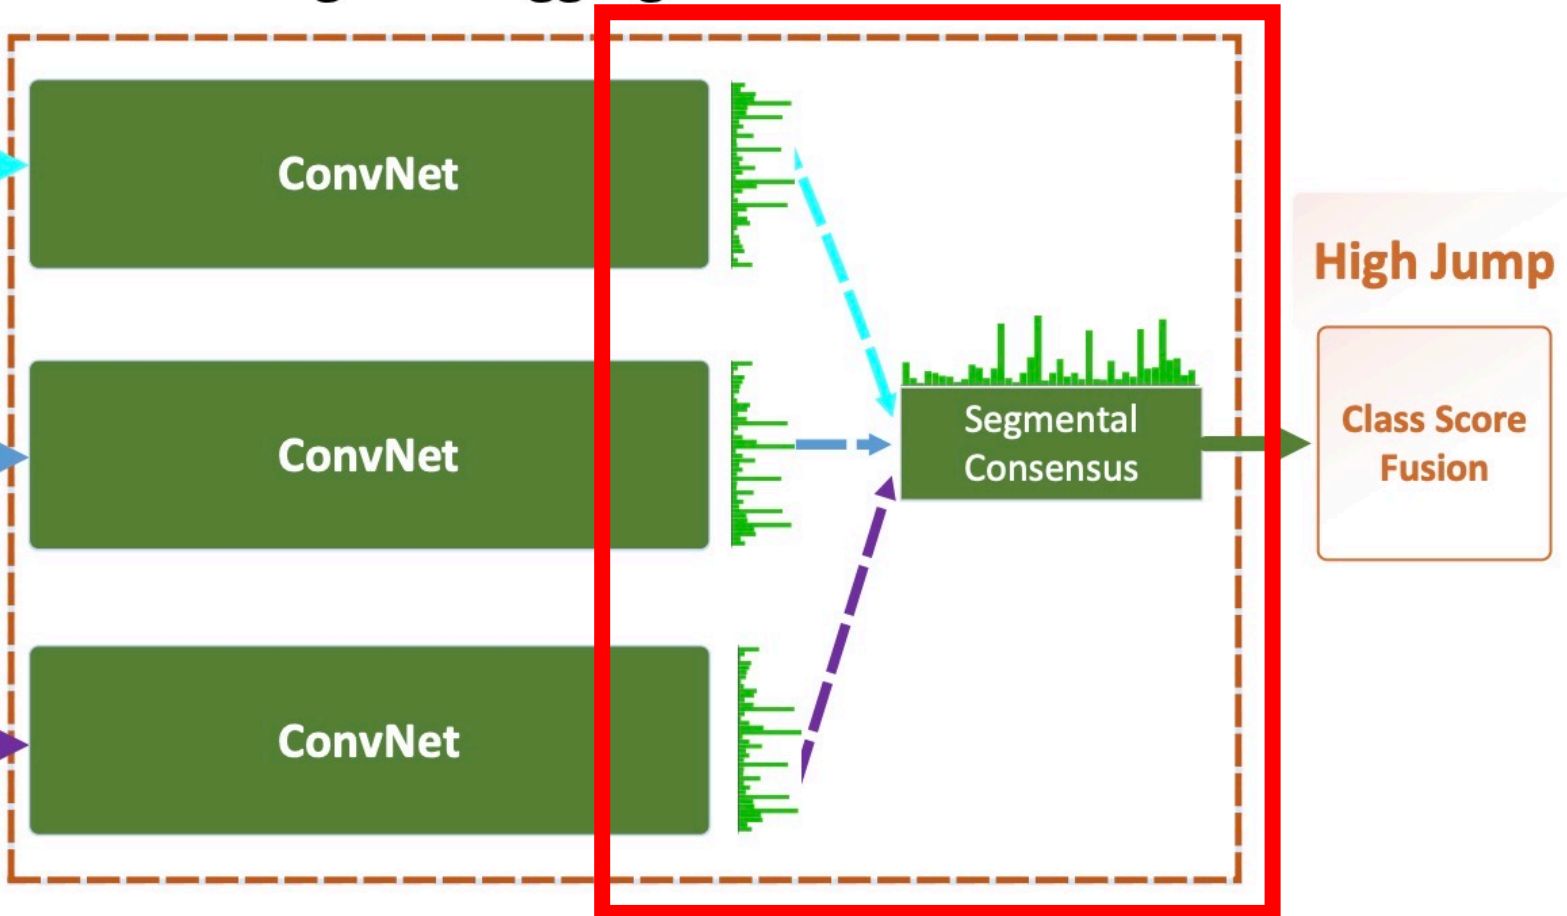 ConvNet
ConvNet
ConvNet
Segmental
Consensus
High Jump
Class Score
Fusion